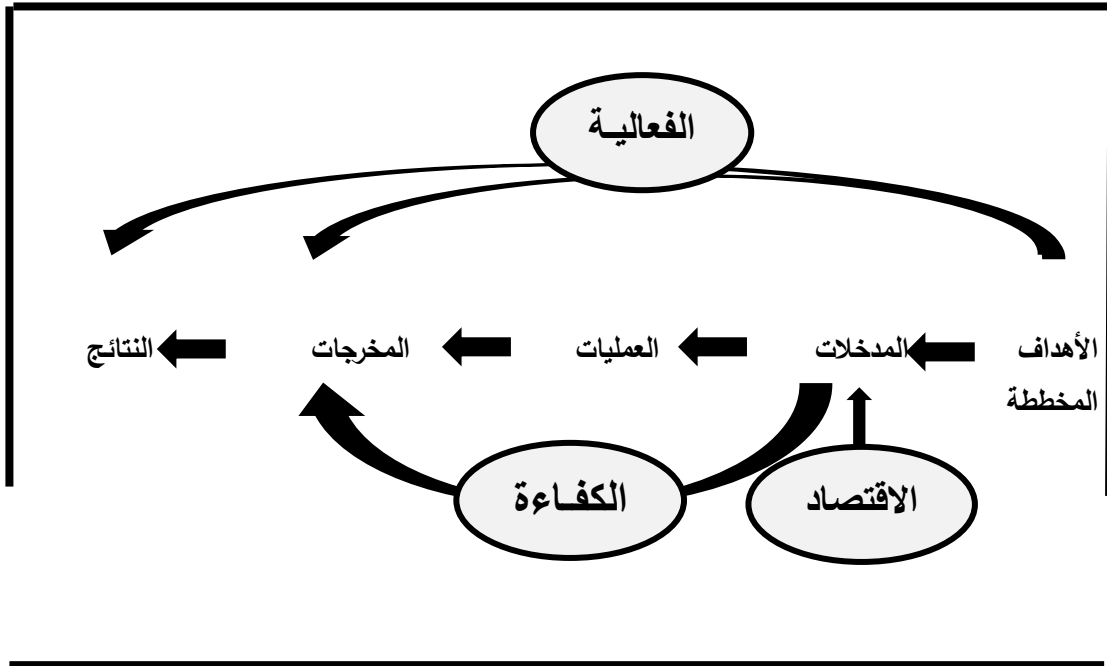 الفعاليـة
الأهداف
المخططة
المدخلات
العمليات
المخرجات
النتائج
الكفـاءة
الاقتصاد